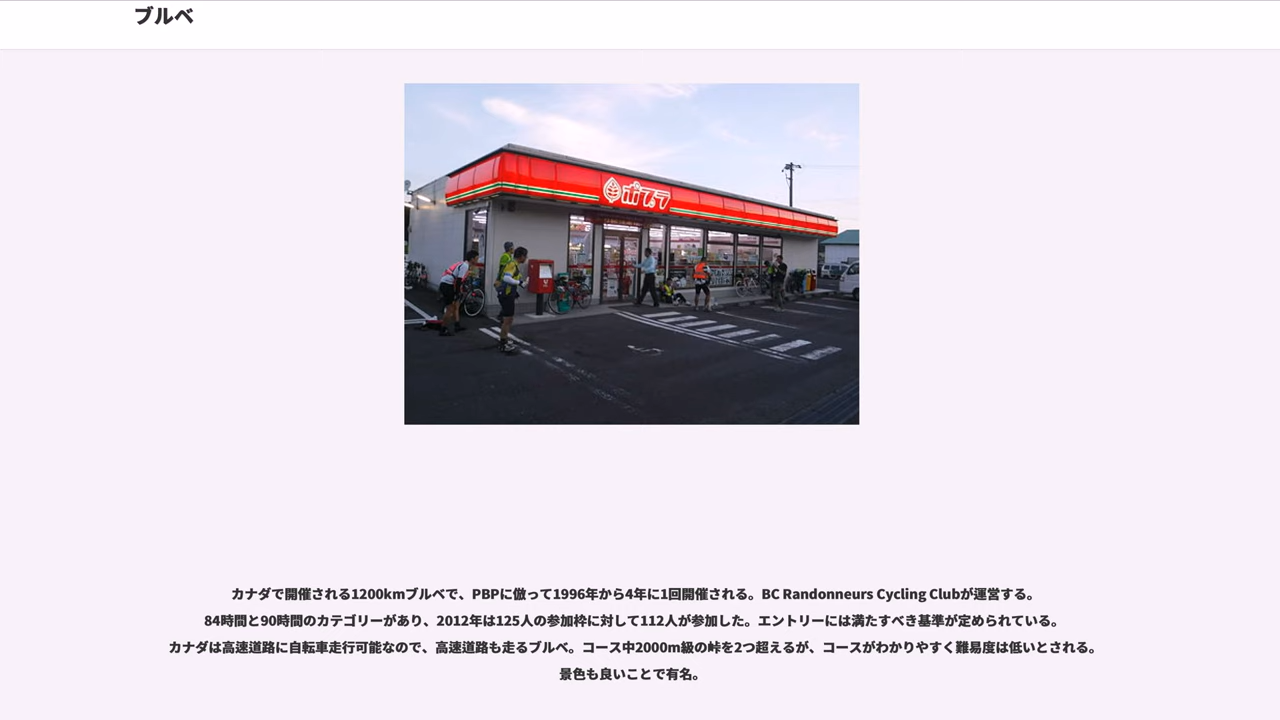 ブルベ
ポプラ
カナダで開催される1200kmブルベで、PBPに倣って1996年から4年に1回開催される。BC Randonneurs Cycling Clubが運営する。
84時間と90時間のカテゴリーがあり、2012年は125人の参加枠に対して112人が参加した。エントリーには満たすべき基準が定められている。
カナダは高速道路に自転車走行可能なので、高速道路も走るブルベ。コース中2000m級の峠を2つ超えるが、コースがわかりやすく難易度は低いとされる。
景色も良いことで有名。